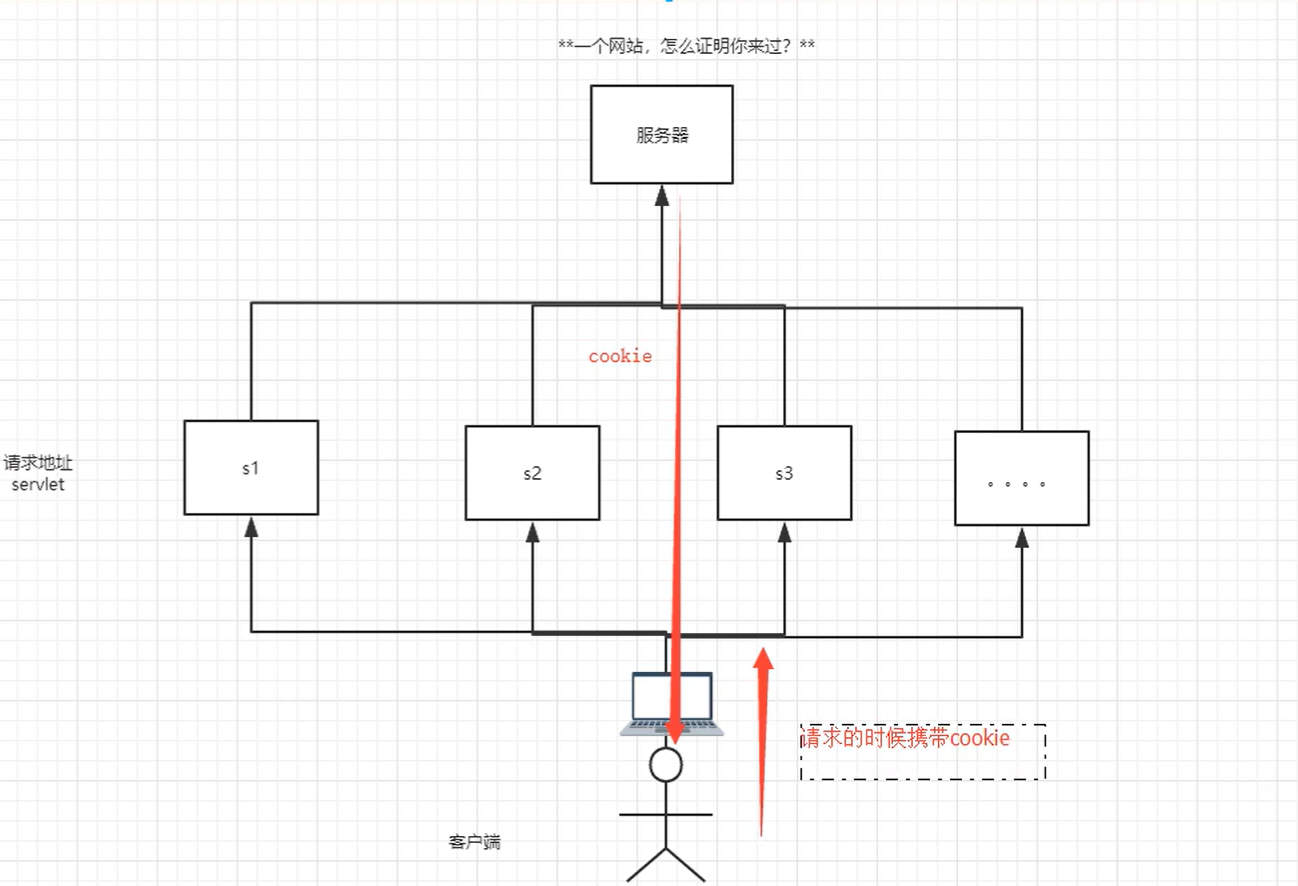 **一个网站，怎么证明你来过？**
服务器
cookie
请求地址
servlet
s1
s2
s3
。。。。
请求的时候携带cookie
客户端